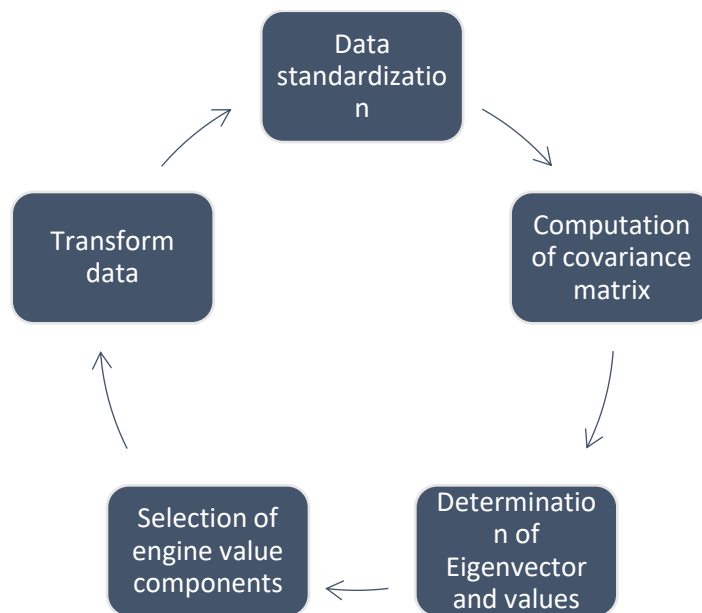 Data
standardizatio
n
Computation
of covariance
matrix
Determinatio
n of
Eigenvector
and values
Selection of
engine value
components
Transform
data